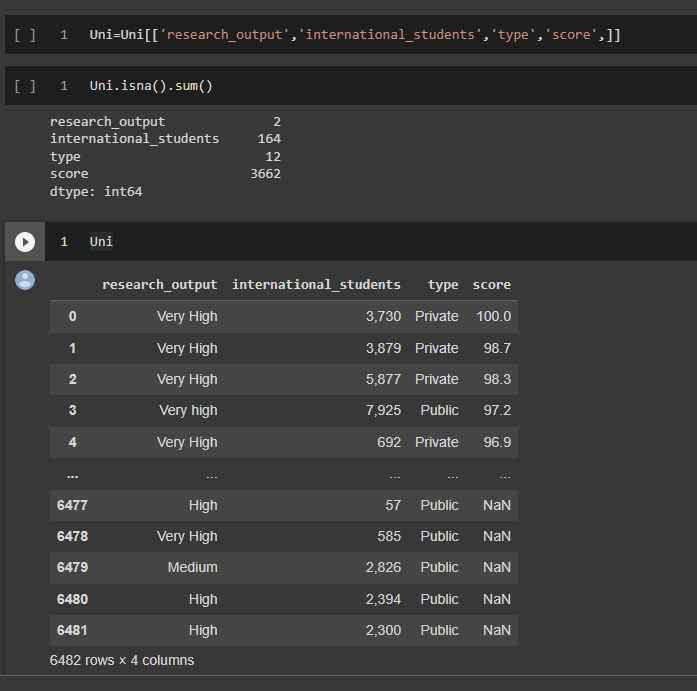 [ ] 1 Uni=Uni[['research_output','international_students','type','score',]]
[ ] 1 Uni.isna().sum()
research_output 2
international_students 164
type 12
score 3662
dtype: int64
1 Uni
research_output international_students type score
0 Very High 3,730 Private 100.0
1 Very High 3,879 Private 98.7
2 Very High 5,877 Private 98.3
3 Very high 7,925 Public 97.2
4 Very High 692 Private 96.9
... ... ... ... ...
6477 High 57 Public NaN
6478 Very High 585 Public NaN
6479 Medium 2,826 Public NaN
6480 High 2,394 Public NaN
6481 High 2,300 Public NaN
6482 rows × 4 columns